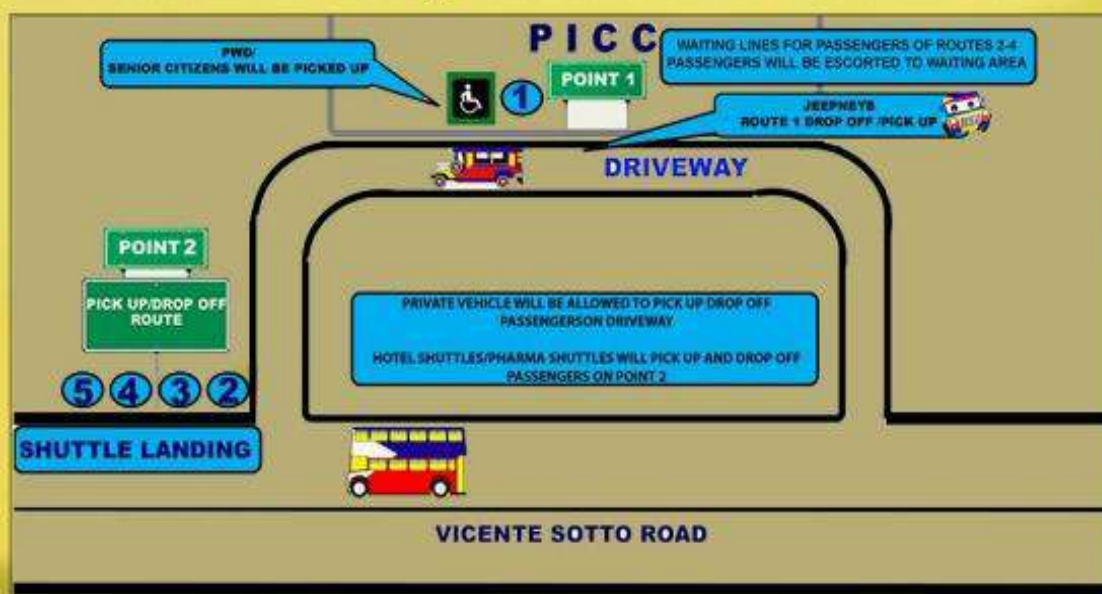 PICC
PWD/
SENIOR CITIZENS WILL BE PICKED UP
1
POINT 1
WAITING LINES FOR PASSENGERS OF ROUTES 2-4
PASSENGERS WILL BE ESCORTED TO WAITING AREA
JEEPNEYS
ROUTE 1 DROP OFF /PICK UP
DRIVEWAY
POINT 2
PICK UP/DROP OFF
ROUTE
PRIVATE VEHICLE WILL BE ALLOWED TO PICK UP DROP OFF
PASSENGERSON DRIVEWAY
HOTEL SHUTTLES/PHARMA SHUTTLES WILL PICK UP AND DROP OFF
PASSENGERS ON POINT 2
5 4 3 2
SHUTTLE LANDING
VICENTE SOTTO ROAD